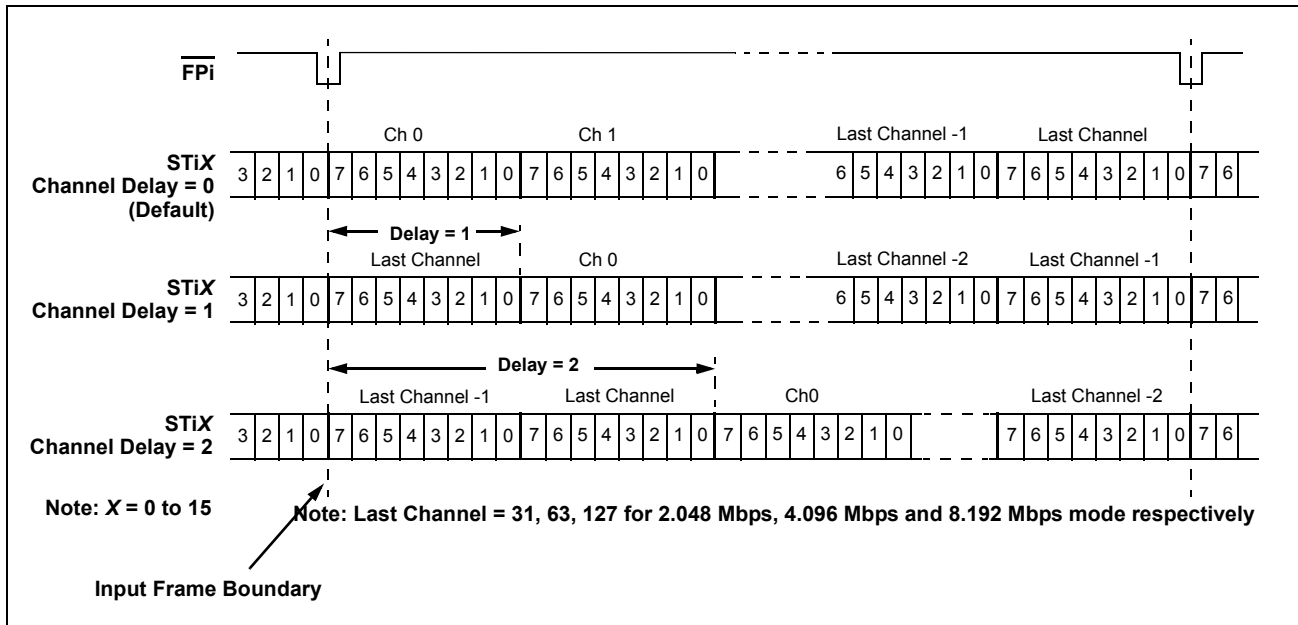 FPi
Ch 0 Ch 1 Last Channel -1 Last Channel
STiX
Channel Delay = 0
(Default)
3 2 1 0 7 6 5 4 3 2 1 0 7 6 5 4 3 2 1 0 6 5 4 3 2 1 0 7 6 5 4 3 2 1 0 7 6
Delay = 1
Last Channel Ch 0 Last Channel -2 Last Channel -1
STiX
Channel Delay = 1
3 2 1 0 7 6 5 4 3 2 1 0 7 6 5 4 3 2 1 0 6 5 4 3 2 1 0 7 6 5 4 3 2 1 0 7 6
Delay = 2
Last Channel -1 Last Channel Ch0 Last Channel -2
STiX
Channel Delay = 2
3 2 1 0 7 6 5 4 3 2 1 0 7 6 5 4 3 2 1 0 7 6 5 4 3 2 1 0 7 6 5 4 3 2 1 0 7 6
Note: X = 0 to 15
Note: Last Channel = 31, 63, 127 for 2.048 Mbps, 4.096 Mbps and 8.192 Mbps mode respectively
Input Frame Boundary